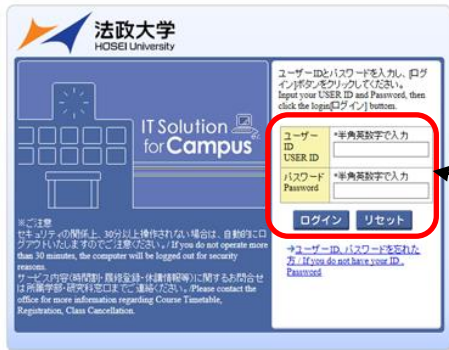 法政大学
HOSEI University
IT Solution
for Campus
※ご注意
セキュリティの関係上、30分以上操作されない場合は、自動的にロ
グアウトいたしますのでご注意ください。/ If you do not operate more
than 30 minutes, the computer will be logged out for security
reasons.
サービス内容(時間割・履修登録・休講情報等)に関するお問合せ
は所属学部・研究科窓口までご連絡ください。/Please contact the
office for more information regarding Course Timetable,
Registration, Class Cancellation.
ユーザーIDとパスワードを入力し、[ログ
イン]ボタンをクリックしてください。
Input your USER ID and Password, then
click the login[ログイン] button.
ユーザー
ID
USER ID
*半角英数字で入力
パスワード
Password
*半角英数字で入力
ログイン リセット
➔ユーザーID、パスワードを忘れた
方 / If you do not have your ID ,
Password